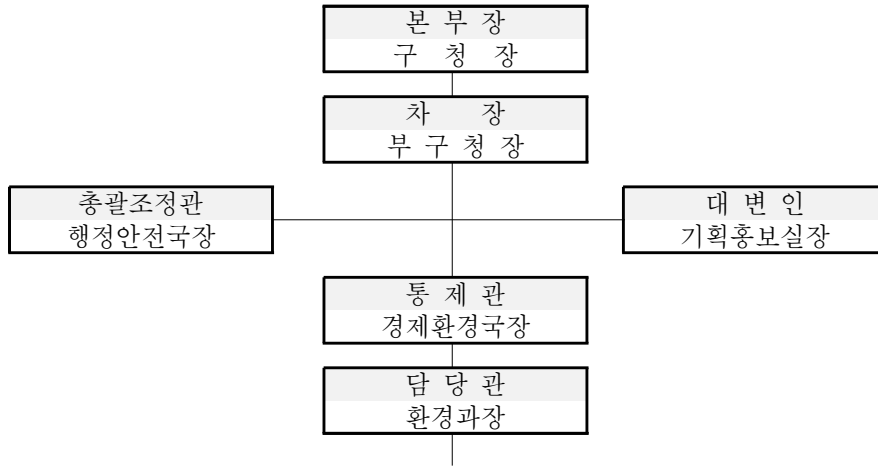 본 부 장
구 청 장
차 장
부 구 청 장
총괄조정관
행정안전국장
대 변 인
기획홍보실장
통 제 관
경제환경국장
담 당 관
환경과장